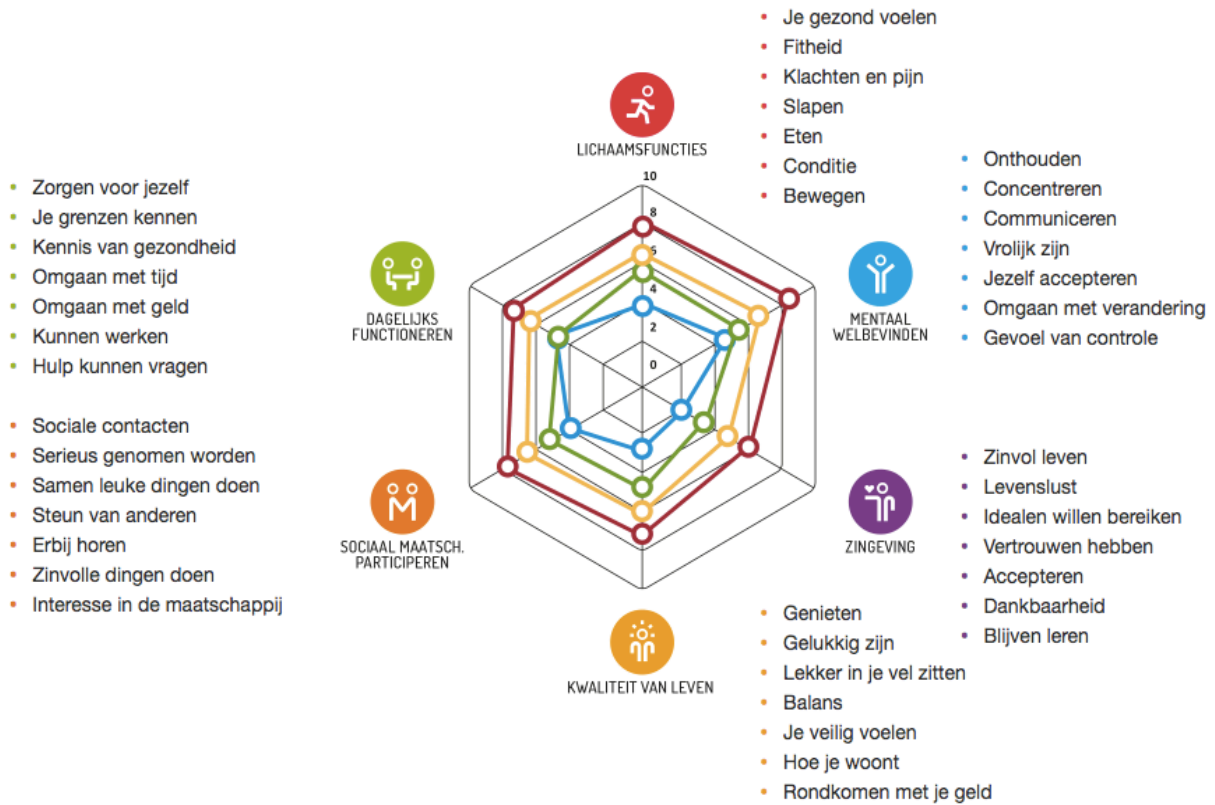 Je gezond voelen
Fitheid
Klachten en pijn
Slapen
Eten
Conditie
Bewegen
LICHAAMSFUNCTIES
Onthouden
Concentreren
Communiceren
Vrolijk zijn
Jezelf accepteren
Omgaan met verandering
Gevoel van controle
MENTAAL
WELBEVINDEN
Zorgen voor jezelf
Je grenzen kennen
Kennis van gezondheid
Omgaan met tijd
Omgaan met geld
Kunnen werken
Hulp kunnen vragen
DAGELIJKS
FUNCTIONEREN
10
8
6
4
2
0
Sociale contacten
Serieus genomen worden
Samen leuke dingen doen
Steun van anderen
Erbij horen
Zinvolle dingen doen
Interesse in de maatschappij
SOCIAAL MAATSCH.
PARTICIPEREN
Zinvol leven
Levenslust
Idealen willen bereiken
Vertrouwen hebben
Accepteren
Dankbaarheid
Blijven leren
ZINGEVING
KWALITEIT VAN LEVEN
Genieten
Gelukkig zijn
Lekker in je vel zitten
Balans
Je veilig voelen
Hoe je woont
Rondkomen met je geld